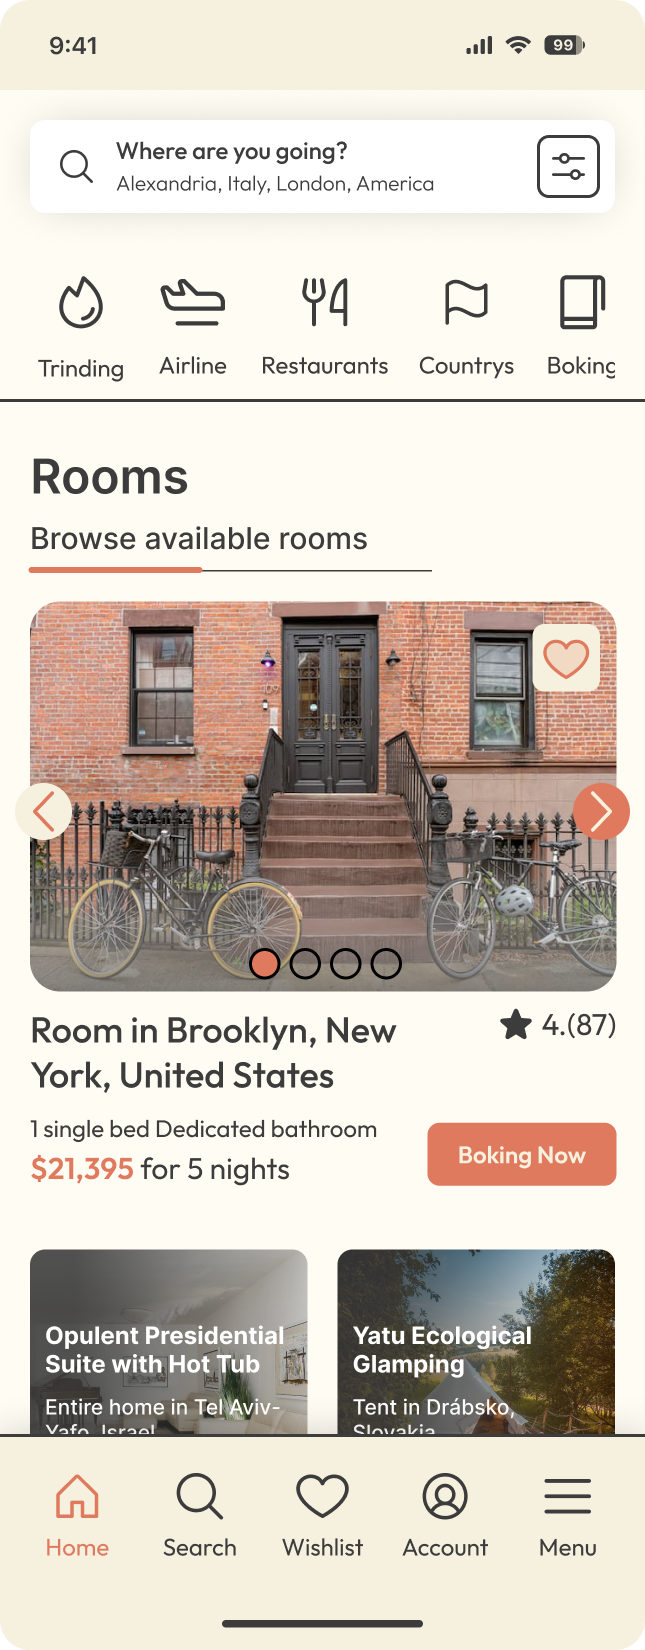 9:41
99
Where are you going?
Alexandria, Italy, London, America
Trinding
Airline
Restaurants
Countrys
Boking
Rooms
Browse available rooms
109
Room in Brooklyn, New
York, United States
4.(87)
1 single bed Dedicated bathroom
$21,395 for 5 nights
Boking Now
Opulent Presidential
Suite with Hot Tub
Entire home in Tel Aviv-
Yafo, Israel
Yatu Ecological
Glamping
Tent in Drábsko,
Slovakia
Home
Search
Wishlist
Account
Menu